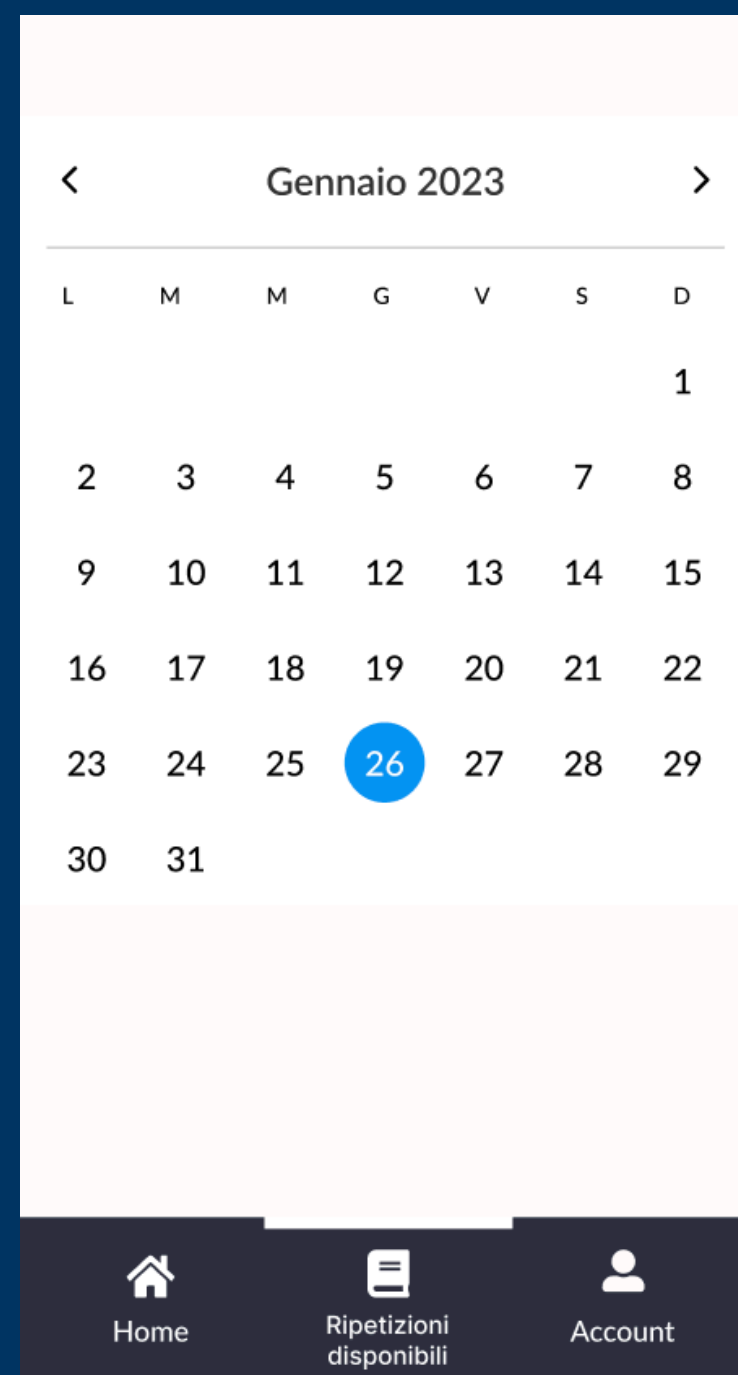 Gennaio 2023
L M M G V S D
1
2 3 4 5 6 7 8
9 10 11 12 13 14 15
16 17 18 19 20 21 22
23 24 25 26 27 28 29
30 31
Home
Ripetizioni
disponibili
Account